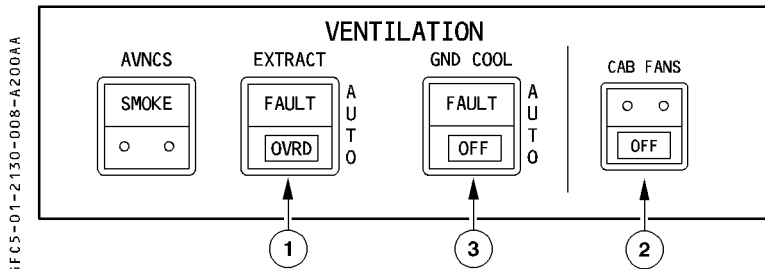 VENTILATION
AVNCS
EXTRACT
GND COOL
CAB FANS
SMOKE
FAULT
OVRD
AUTO
FAULT
OFF
AUTO
OFF
1
3
2
GFC5-01-2130-008-A200AA